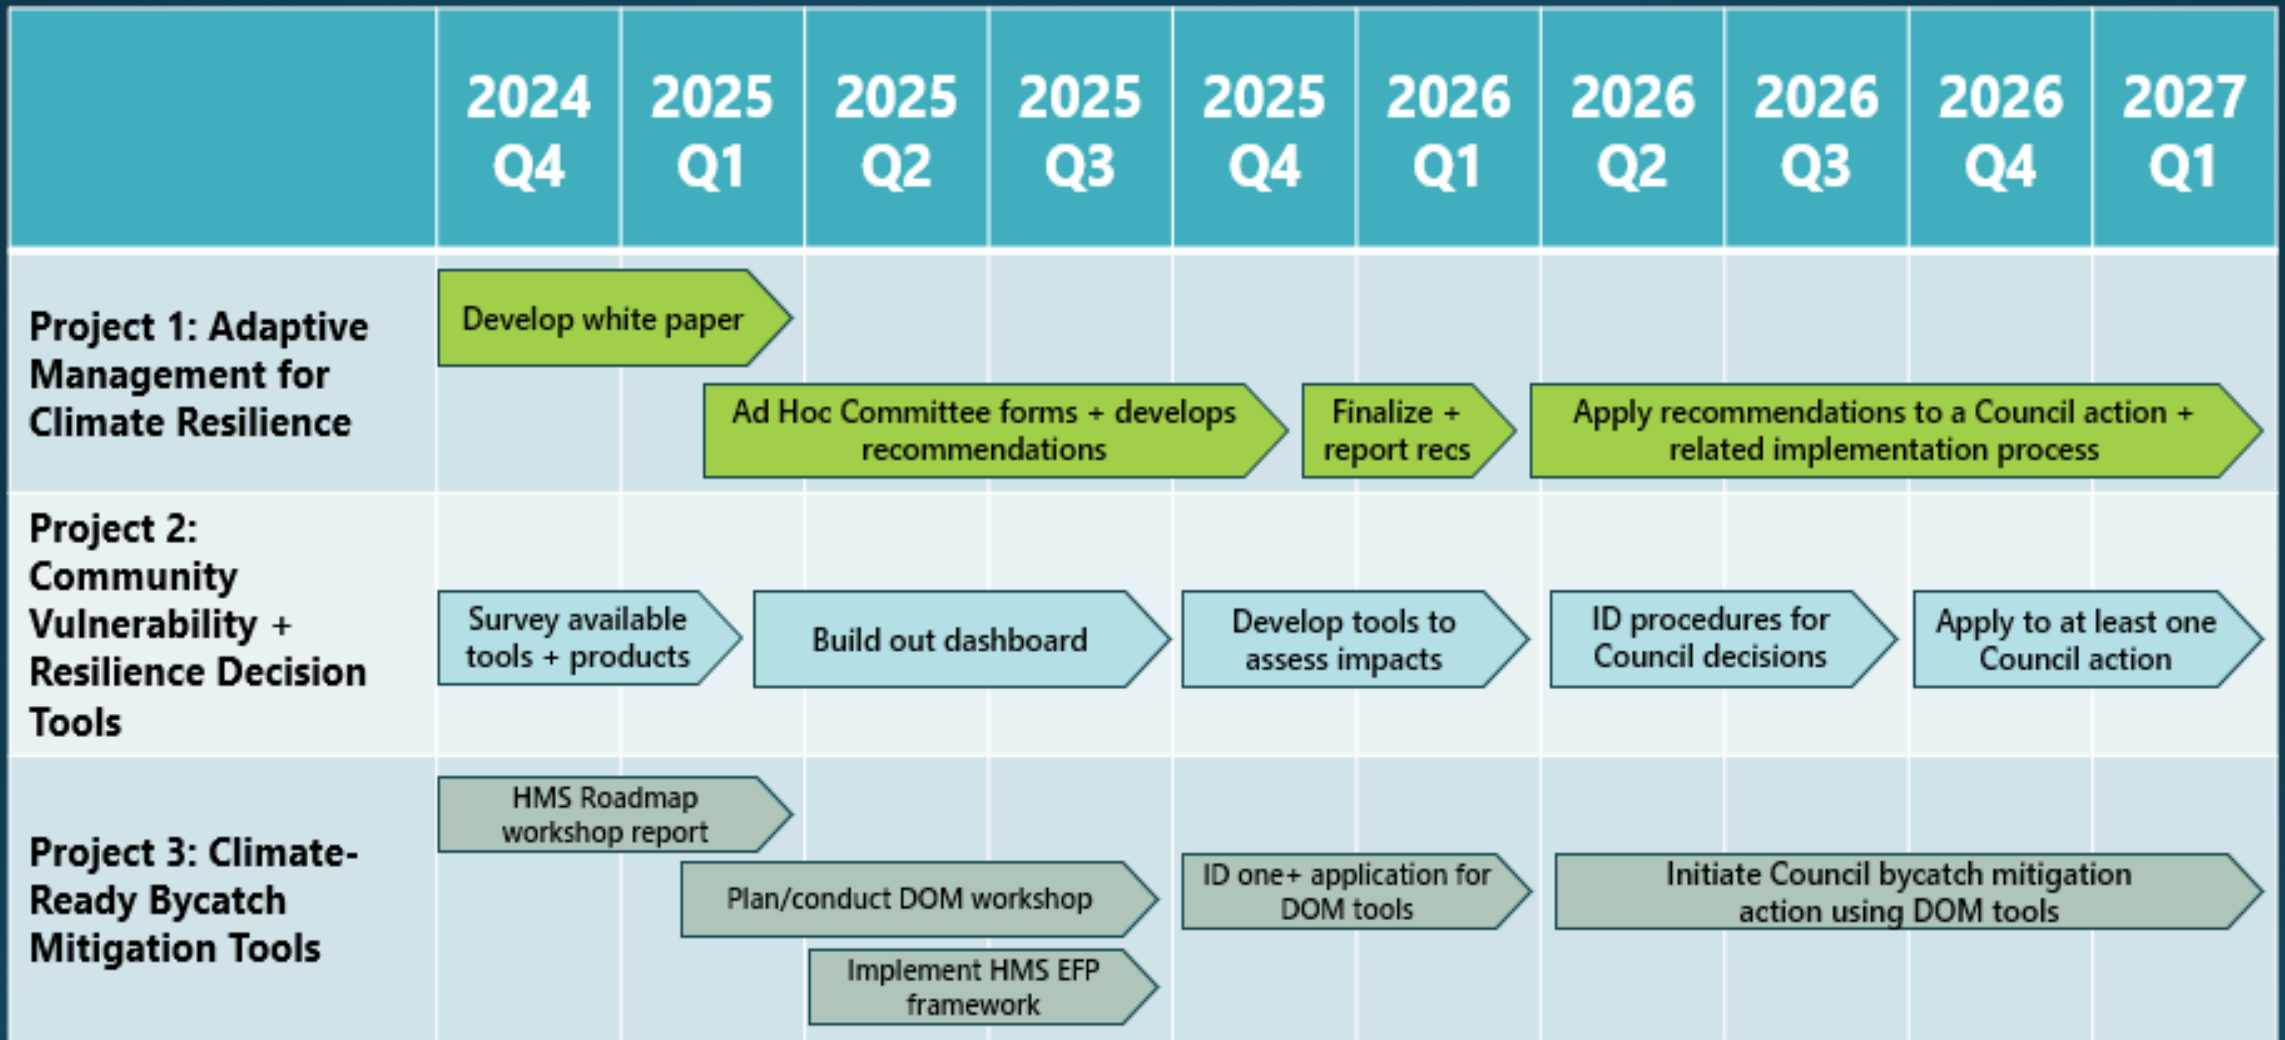 2024 2025 2025 2025 2025 2026 2026 2026 2026 2027
Q4 Q1 Q2 Q3 Q4 Q1 Q2 Q3 Q4 Q1
Project 1: Adaptive
Management for
Climate Resilience
Develop white paper
Ad Hoc Committee forms + develops
recommendations
Finalize +
report recs
Apply recommendations to a Council action +
related implementation process
Project 2:
Community
Vulnerability +
Resilience Decision
Tools
Survey available
tools + products
Build out dashboard
Develop tools to
assess impacts
ID procedures for
Council decisions
Apply to at least one
Council action
Project 3: Climate-
Ready Bycatch
Mitigation Tools
HMS Roadmap
workshop report
Plan/conduct DOM workshop
Implement HMS EFP
framework
ID one+ application for
DOM tools
Initiate Council bycatch mitigation
action using DOM tools